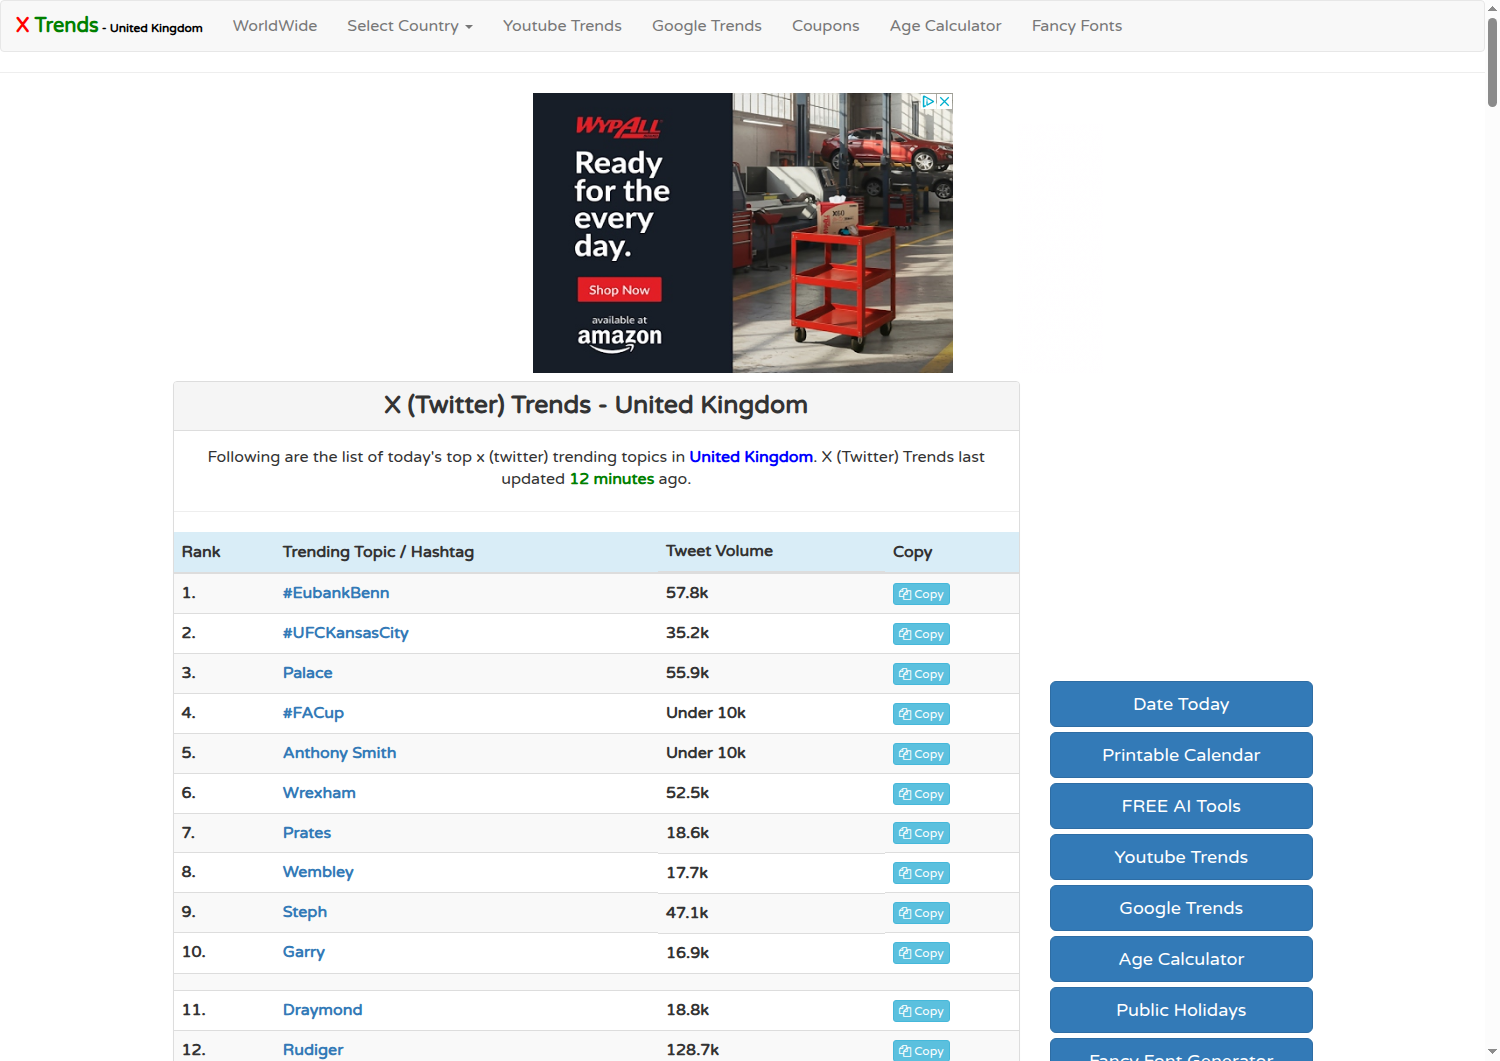 X Trends - United Kingdom WorldWide Select Country Youtube Trends Google Trends Coupons Age Calculator Fancy Fonts
WYPALL
Ready
for the
every
day.
Shop Now
available at
amazon
X60
X (Twitter) Trends - United Kingdom
Following are the list of today's top x (twitter) trending topics in United Kingdom. X (Twitter) Trends last
updated 12 minutes ago.
Rank Trending Topic / Hashtag Tweet Volume Copy
1. #EubankBenn 57.8k Copy
2. #UFCKansasCity 35.2k Copy
3. Palace 55.9k Copy
4. #FACup Under 10k Copy
5. Anthony Smith Under 10k Copy
6. Wrexham 52.5k Copy
7. Prates 18.6k Copy
8. Wembley 17.7k Copy
9. Steph 47.1k Copy
10. Garry 16.9k Copy
11. Draymond 18.8k Copy
12. Rudiger 128.7k Copy
Date Today
Printable Calendar
FREE AI Tools
Youtube Trends
Google Trends
Age Calculator
Public Holidays
Fancy Font Generator